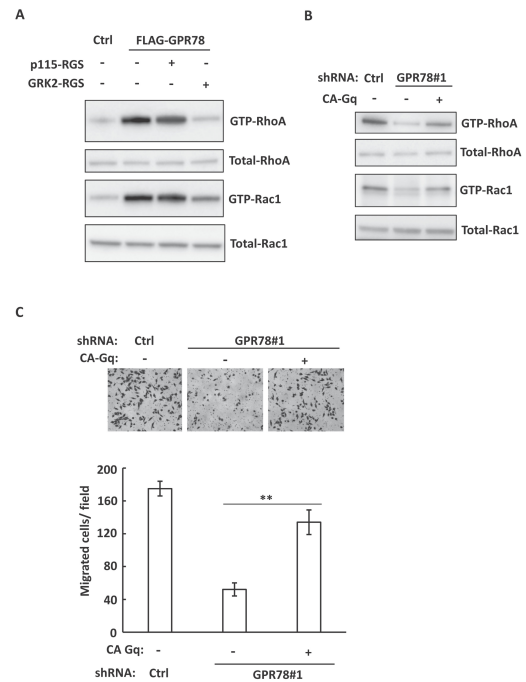 A
Ctrl FLAG-GPR78
p115-RGS - - + -
GRK2-RGS - - - +
GTP-RhoA
Total-RhoA
GTP-Rac1
Total-Rac1
B
shRNA: Ctrl GPR78#1
CA-Gq - - +
GTP-RhoA
Total-RhoA
GTP-Rac1
Total-Rac1
C
shRNA: Ctrl GPR78#1
CA-Gq: - - +
Migrated cells/ field
200
160
120
80
40
0
**
CA Gq: - - +
shRNA: Ctrl GPR78#1